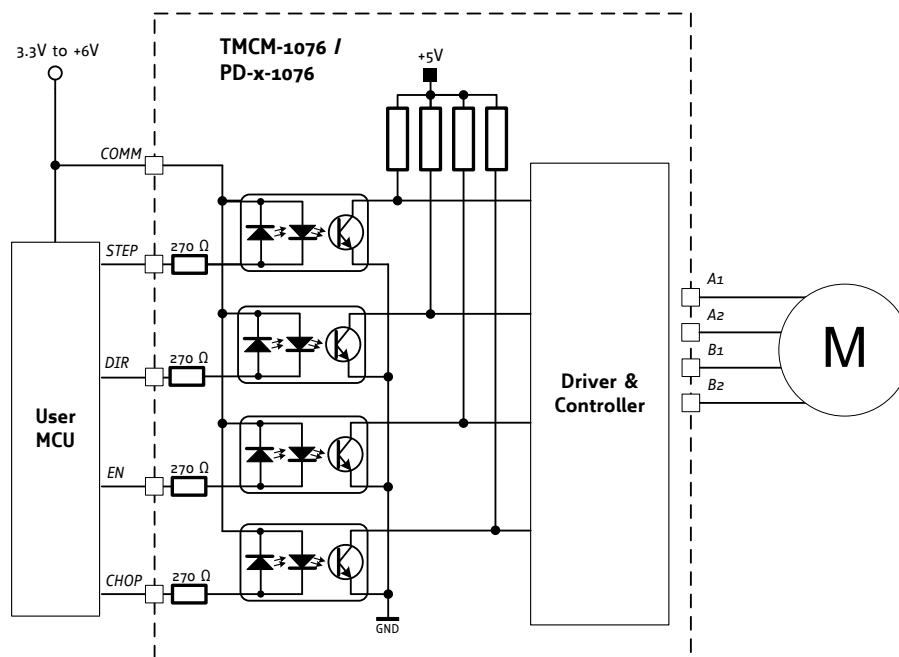 3.3V to +6V
TMCM-1076 /
PD-x-1076
+5V
COMM
STEP
270 Ω
DIR
270 Ω
EN
270 Ω
CHOP
270 Ω
User
MCU
Driver &
Controller
A1
A2
B1
B2
M
GND